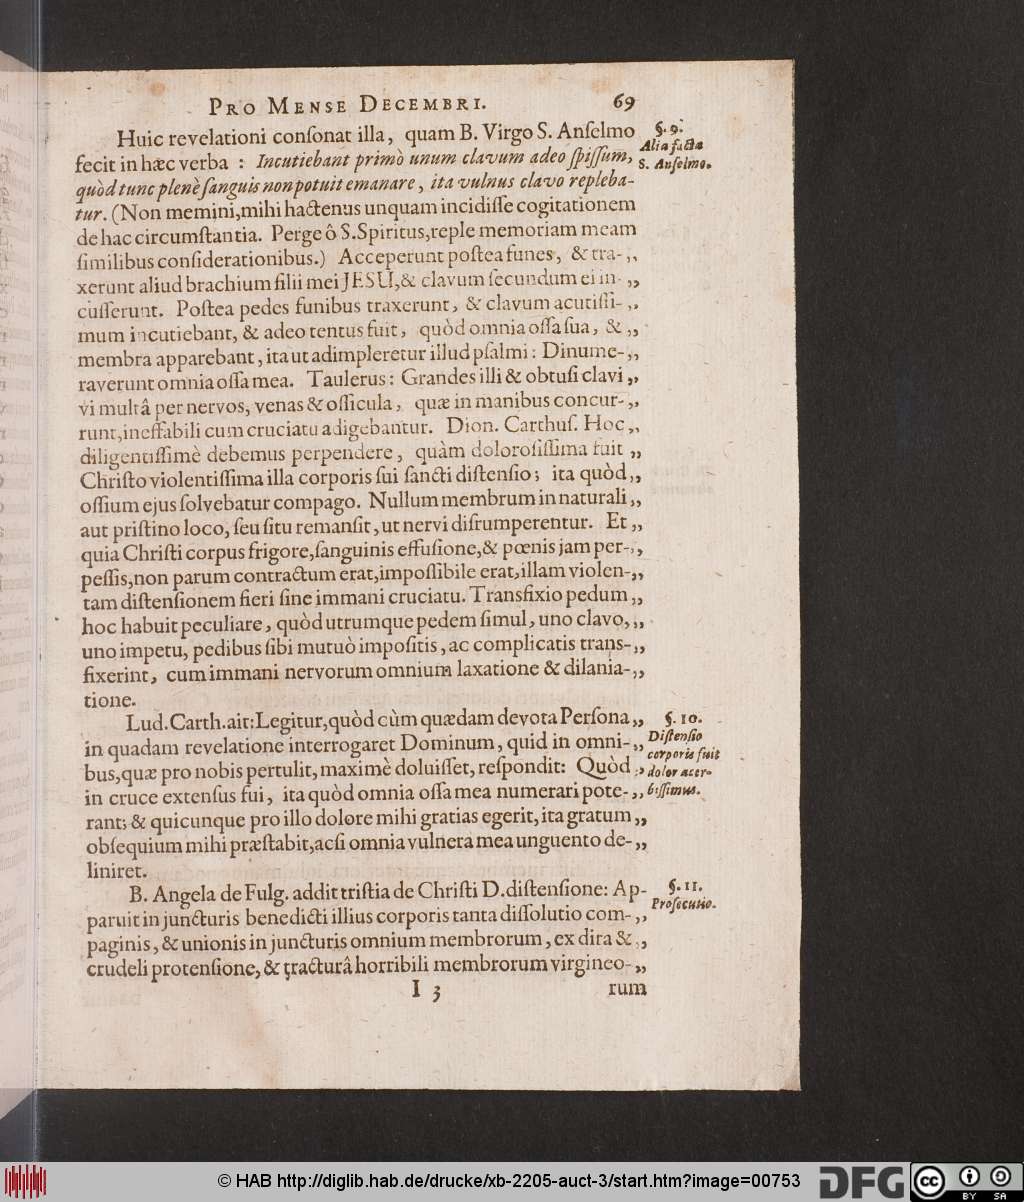 PRO MENSE DECEMBRI. 69
Huic revelationi conſonat illa, quam B. Virgo S. Anſelmo
§. 9.
Alia facta
S. Anſelmo.
fecit in hæc verba : Incutiebant primò unum clavum adeo ſpiſſum,
quòd tunc plenè ſanguis non potuit emanare, ita vulnus clavo repleba-
tur. (Non memini, mihi hactenus unquam incidiſſe cogitationem
de hac circumſtantia. Perge ô S. Spiritus, reple memoriam meam
ſimilibus conſiderationibus.) Acceperunt poſtea funes, & tra- „
xerunt aliud brachium filii mei JESU, & clavum ſecundum ei in- „
cuſſerunt. Poſtea pedes funibus traxerunt, & clavum acutiſſi- „
mum incutiebant, & adeo tentus fuit, quòd omnia oſſa ſua, & „
membra apparebant, ita ut adimpleretur illud pſalmi : Dinume- „
raverunt omnia oſſa mea. Taulerus : Grandes illi & obtuſi clavi „
vi multâ per nervos, venas & oſſicula, quæ in manibus concur- „
runt, ineffabili cum cruciatu adigebantur. Dion. Carthuſ. Hoc „
diligentiſſimè debemus perpendere, quàm doloroſiſſima fuit „
Chriſto violentiſſima illa corporis ſui ſancti diſtenſio; ita quòd „
oſſium ejus ſolvebatur compago. Nullum membrum in naturali „
aut priſtino loco, ſeu ſitu remanſit, ut nervi diſrumperentur. Et „
quia Chriſti corpus frigore, ſanguinis effuſione, & pœnis jam per- „
peſſis, non parum contractum erat, impoſſibile erat, illam violen- „
tam diſtenſionem fieri ſine immani cruciatu. Transfixio pedum „
hoc habuit peculiare, quòd utrumque pedem ſimul, uno clavo, „
uno impetu, pedibus ſibi mutuò impoſitis, ac complicatis trans- „
fixerint, cum immani nervorum omnium laxatione & dilania- „
tione.
Lud. Carth. ait: Legitur, quòd cùm quædam devota Perſona „
§. 10.
Diſtenſio
corporis fuit
dolor acer-
biſſimus.
in quadam revelatione interrogaret Dominum, quid in omni- „
bus, quæ pro nobis pertulit, maximè doluiſſet, reſpondit: Quòd „
in cruce extenſus fui, ita quòd omnia oſſa mea numerari pote- „
rant; & quicunque pro illo dolore mihi gratias egerit, ita gratum „
obſequium mihi præſtabit, acſi omnia vulnera mea unguento de- „
liniret.
B. Angela de Fulg. addit triſtia de Chriſti D. diſtenſione: Ap-
§. 11.
Proſecutio.
paruit in juncturis benedicti illius corporis tanta diſſolutio com- „
paginis, & unionis in juncturis omnium membrorum, ex dira & „
crudeli protenſione, & tracturâ horribili membrorum virgineo- „
I 3 rum
© HAB http://diglib.hab.de/drucke/xb-2205-auct-3/start.htm?image=00753
DFG
cc BY SA